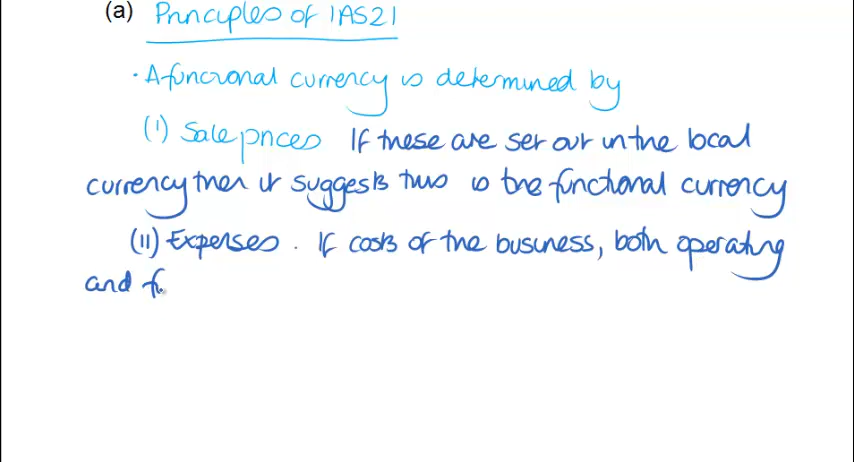 (a) Principles of IAS21
· A functional currency is determined by
(i) Sale prices If these are set out in the local
currency then it suggests this is the functional currency
(ii) Expenses. If costs of the business, both operating
and f